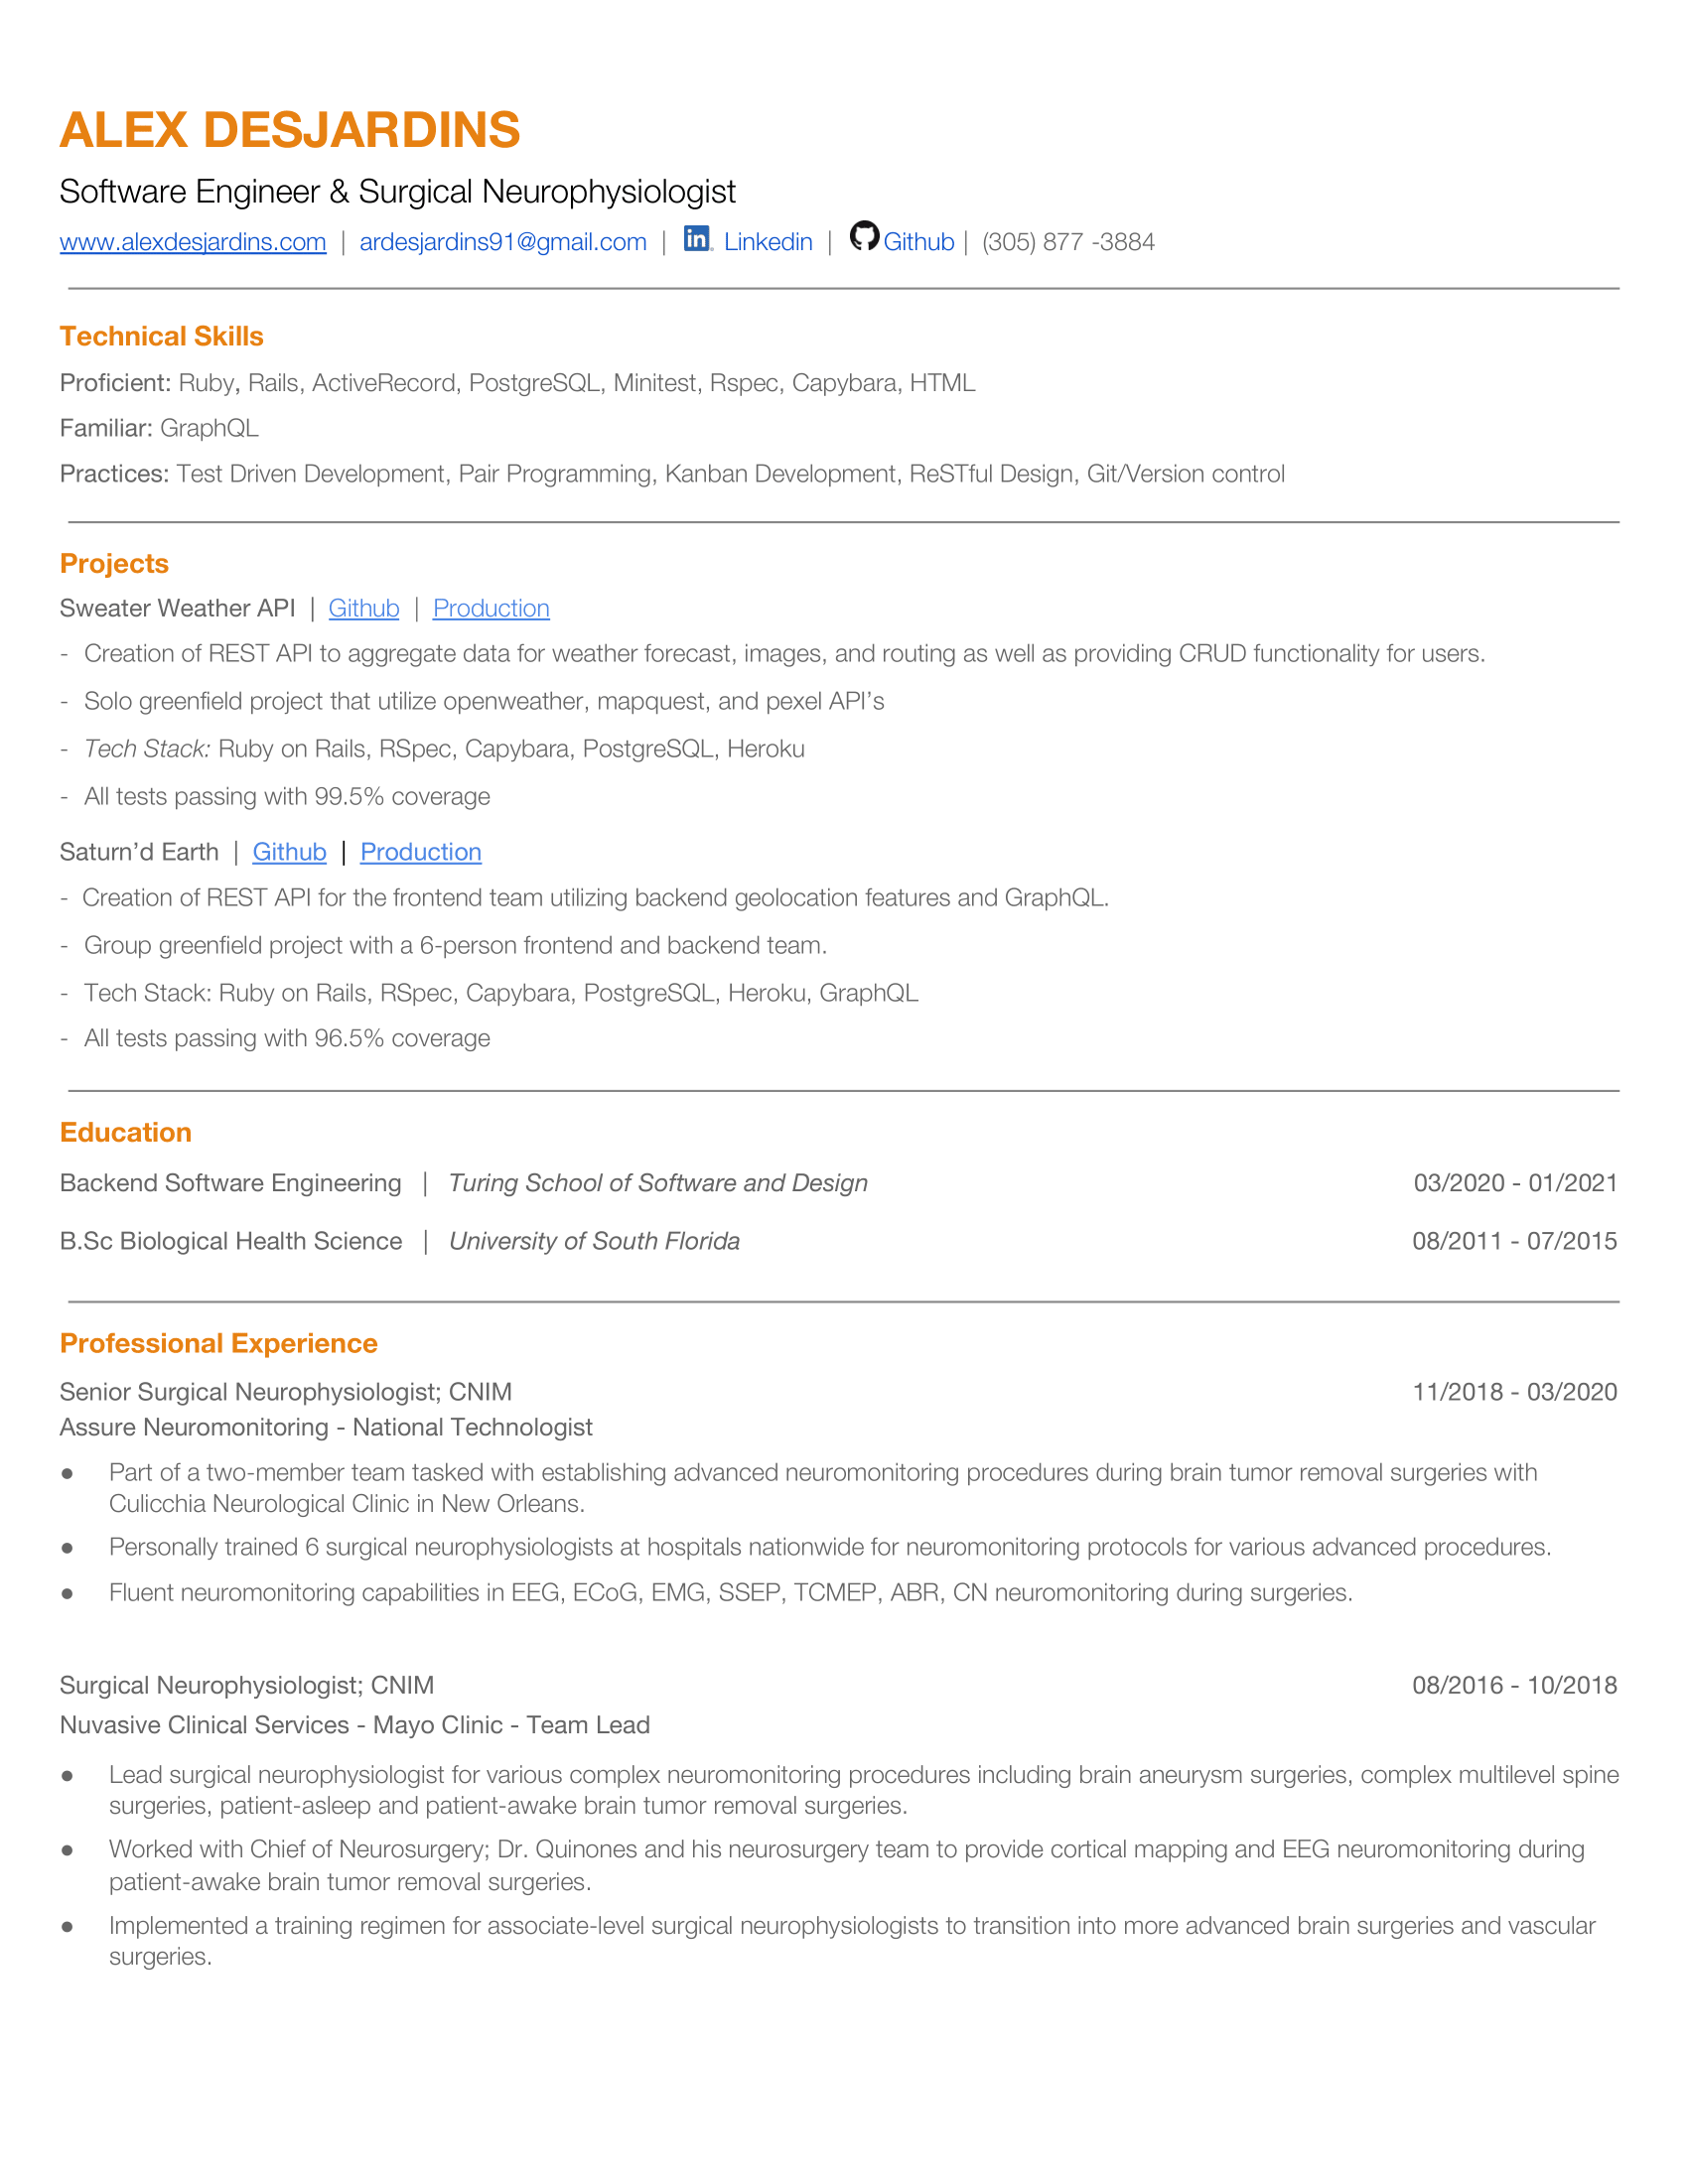 ALEX DESJARDINS
Software Engineer & Surgical Neurophysiologist
www.alexdesjardins.com | ardesjardins91@gmail.com | in Linkedin | Github | (305) 877 -3884
Technical Skills
Proficient: Ruby, Rails, ActiveRecord, PostgreSQL, Minitest, Rspec, Capybara, HTML
Familiar: GraphQL
Practices: Test Driven Development, Pair Programming, Kanban Development, ReSTful Design, Git/Version control
Projects
Sweater Weather API | Github | Production
- Creation of REST API to aggregate data for weather forecast, images, and routing as well as providing CRUD functionality for users.
- Solo greenfield project that utilize openweather, mapquest, and pexel API’s
- Tech Stack: Ruby on Rails, RSpec, Capybara, PostgreSQL, Heroku
- All tests passing with 99.5% coverage
Saturn’d Earth | Github | Production
- Creation of REST API for the frontend team utilizing backend geolocation features and GraphQL.
- Group greenfield project with a 6-person frontend and backend team.
- Tech Stack: Ruby on Rails, RSpec, Capybara, PostgreSQL, Heroku, GraphQL
- All tests passing with 96.5% coverage
Education
Backend Software Engineering | Turing School of Software and Design 03/2020 - 01/2021
B.Sc Biological Health Science | University of South Florida 08/2011 - 07/2015
Professional Experience
Senior Surgical Neurophysiologist; CNIM 11/2018 - 03/2020
Assure Neuromonitoring - National Technologist
● Part of a two-member team tasked with establishing advanced neuromonitoring procedures during brain tumor removal surgeries with
Culicchia Neurological Clinic in New Orleans.
● Personally trained 6 surgical neurophysiologists at hospitals nationwide for neuromonitoring protocols for various advanced procedures.
● Fluent neuromonitoring capabilities in EEG, ECoG, EMG, SSEP, TCMEP, ABR, CN neuromonitoring during surgeries.
Surgical Neurophysiologist; CNIM 08/2016 - 10/2018
Nuvasive Clinical Services - Mayo Clinic - Team Lead
● Lead surgical neurophysiologist for various complex neuromonitoring procedures including brain aneurysm surgeries, complex multilevel spine
surgeries, patient-asleep and patient-awake brain tumor removal surgeries.
● Worked with Chief of Neurosurgery; Dr. Quinones and his neurosurgery team to provide cortical mapping and EEG neuromonitoring during
patient-awake brain tumor removal surgeries.
● Implemented a training regimen for associate-level surgical neurophysiologists to transition into more advanced brain surgeries and vascular
surgeries.